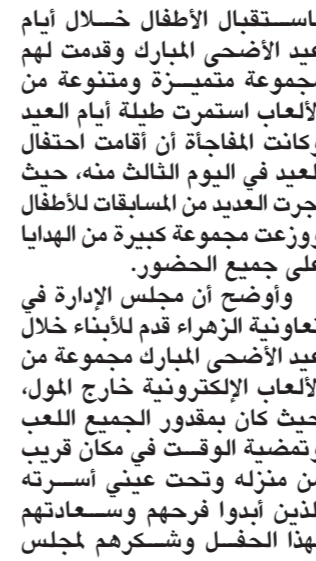 باستقبال الأطفال خلال أيام
عيد الأضحى المبارك وقدمت لهم
مجموعة متميزة ومتنوعة من
الألعاب استمرت طيلة أيام العيد
وكانت المفاجأة أن أقامت احتفال
العيد في اليوم الثالث منه، حيث
جرت العديد من المسابقات للأطفال
ووزعت مجموعة كبيرة من الهدايا
على جميع الحضور.
وأوضح أن مجلس الإدارة في
تعاونية الزهراء قدم للأبناء خلال
عيد الأضحى المبارك مجموعة من
الألعاب الإلكترونية خارج المول،
حيث كان بمقدور الجميع اللعب
وتمضية الوقت في مكان قريب
من منزله وتحت عيني أسرته
الذين أبدوا فرحهم وسعادتهم
بهذا الحفل وشكرهم لمجلس